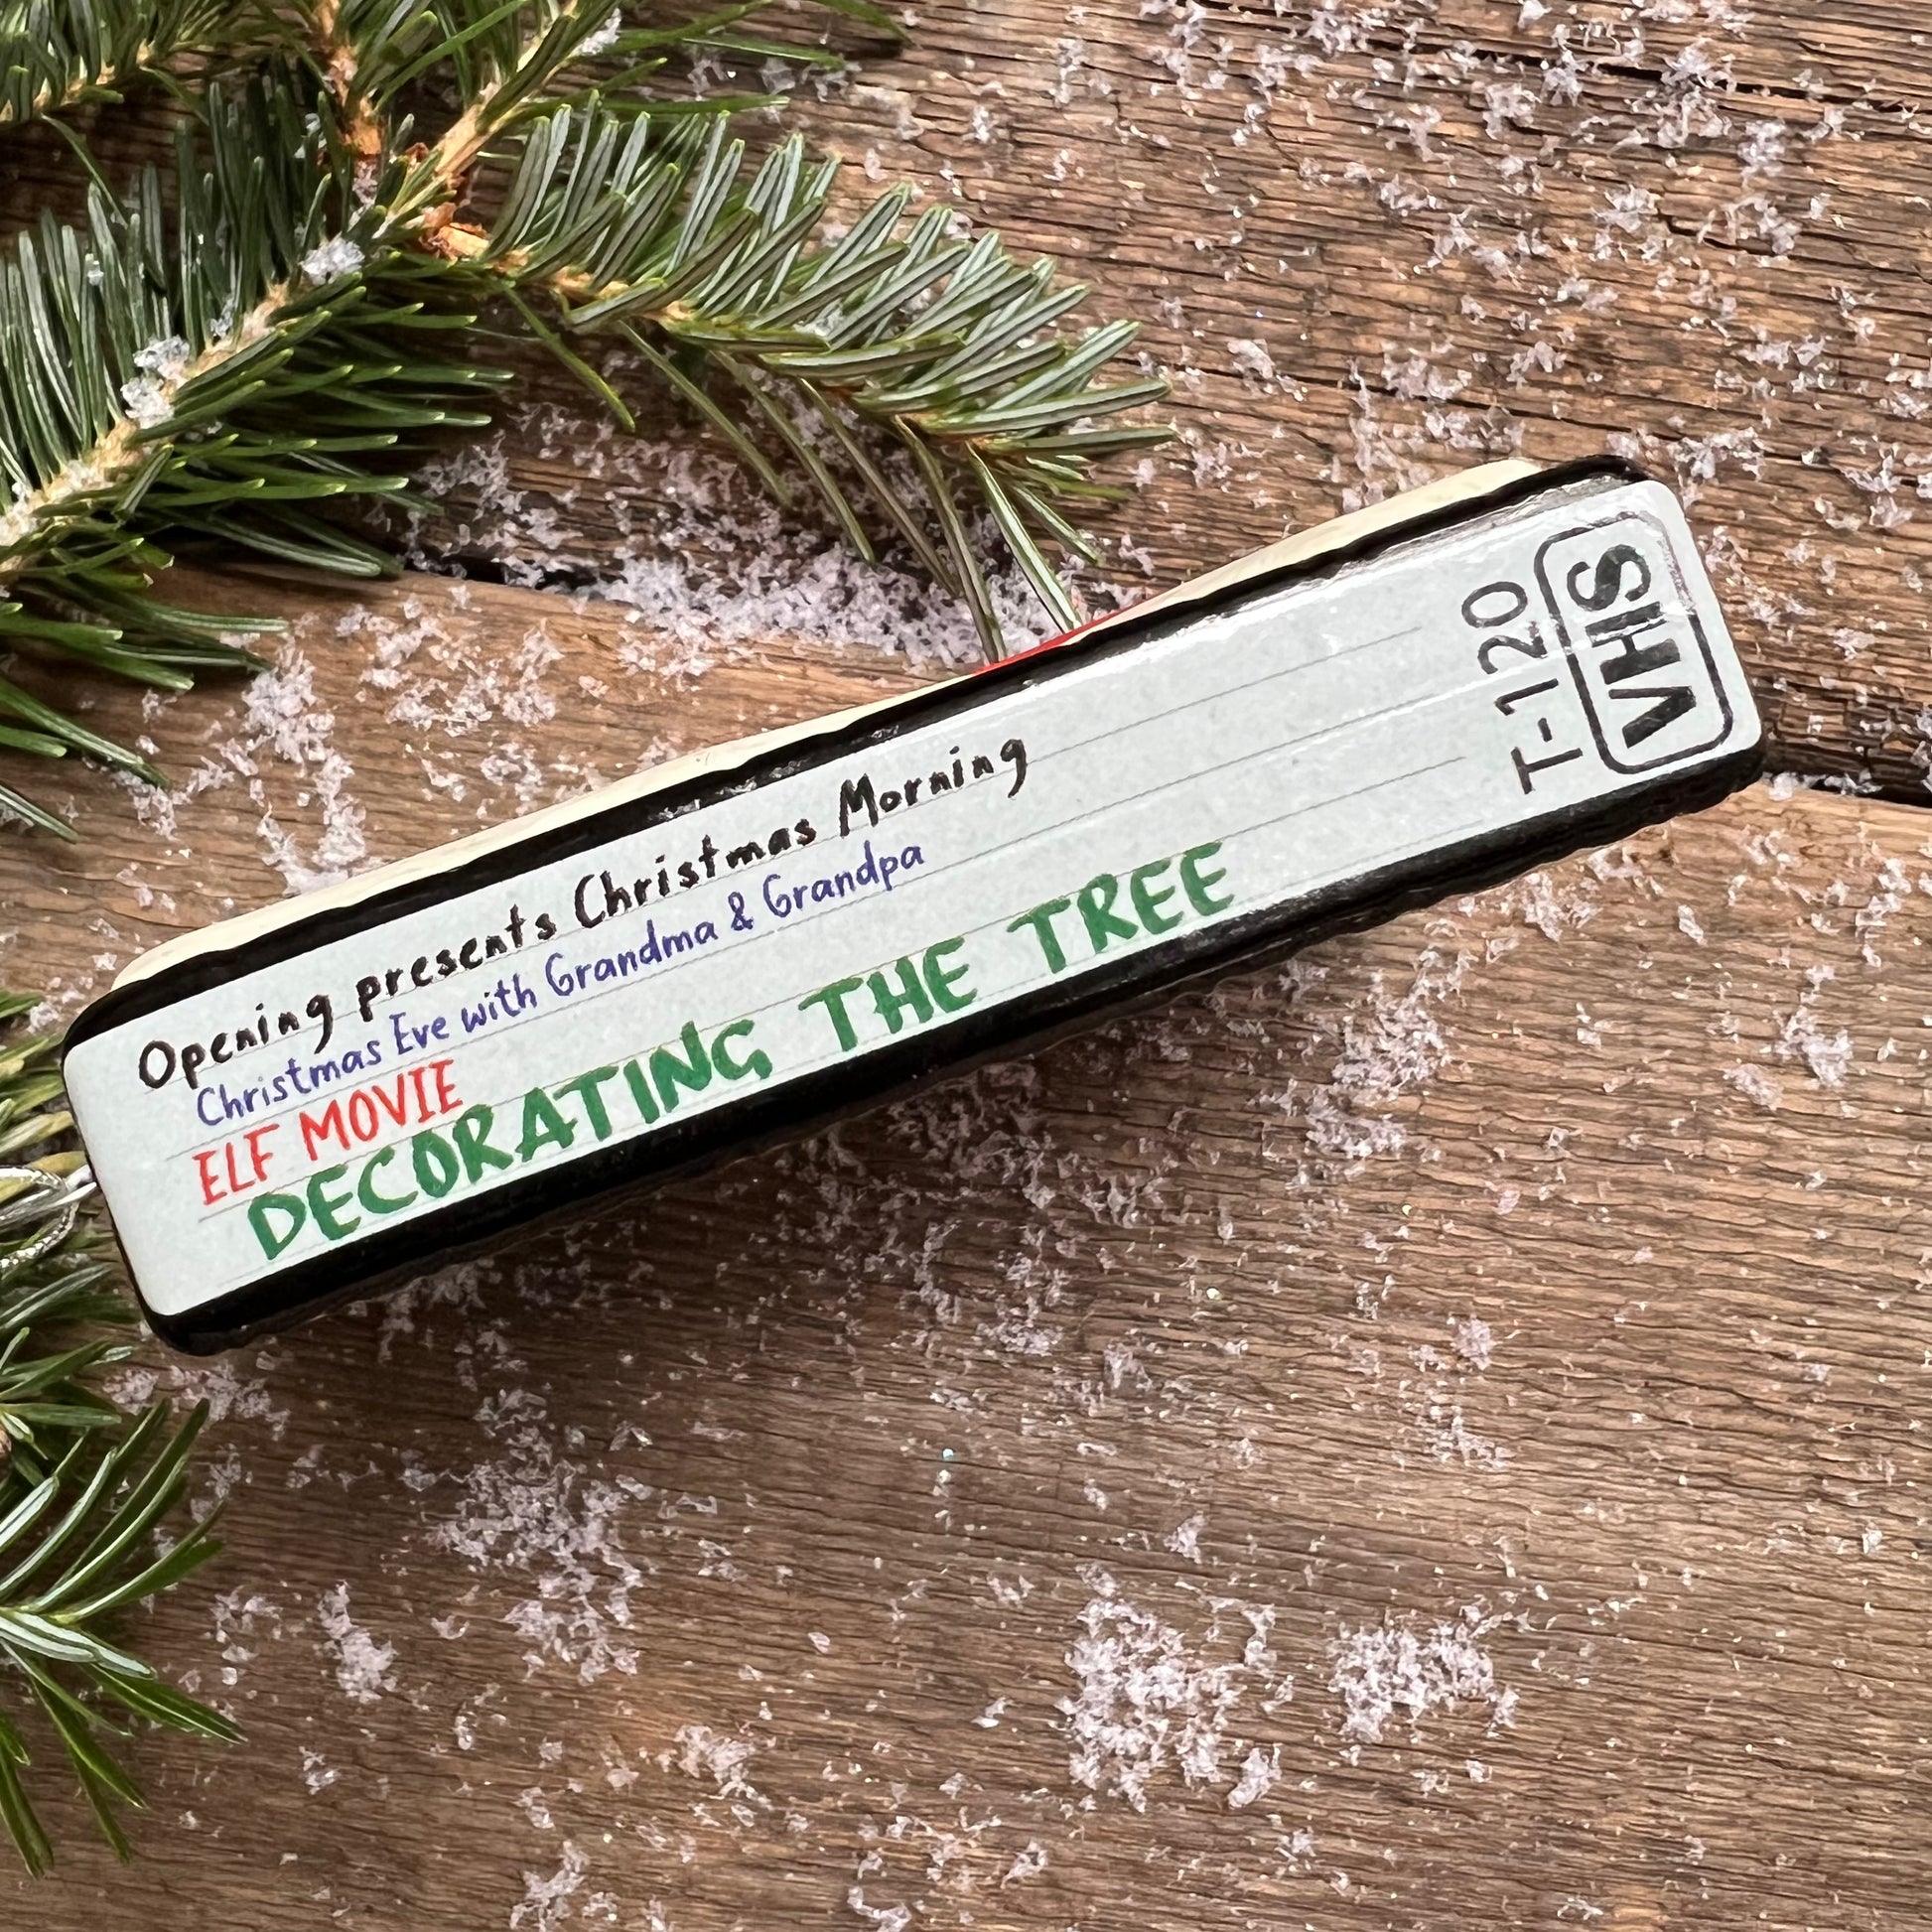 Opening presents Christmas Morning
Christmas Eve with Grandma & Grandpa
ELF MOVIE
DECORATING THE TREE
T-120
VHS